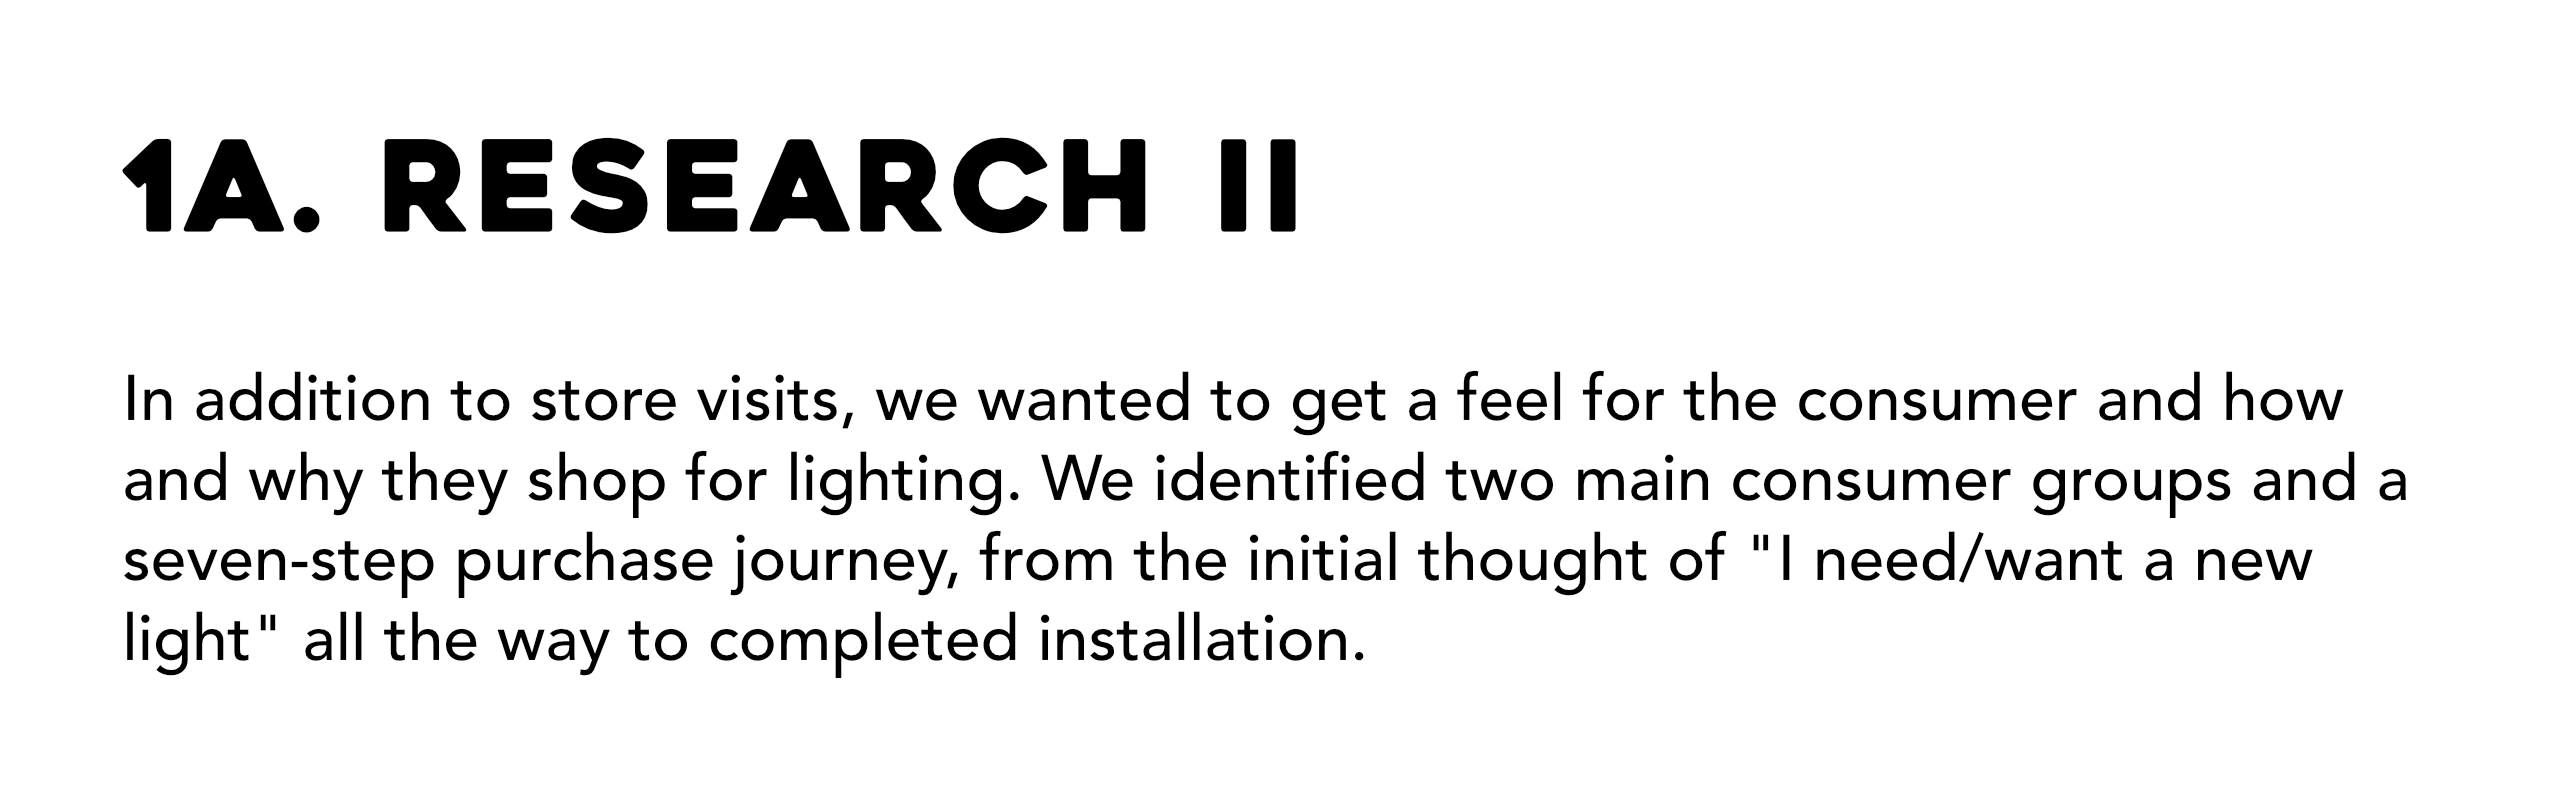 1A. RESEARCH II
In addition to store visits, we wanted to get a feel for the consumer and how
and why they shop for lighting. We identified two main consumer groups and a
seven-step purchase journey, from the initial thought of "I need/want a new
light" all the way to completed installation.